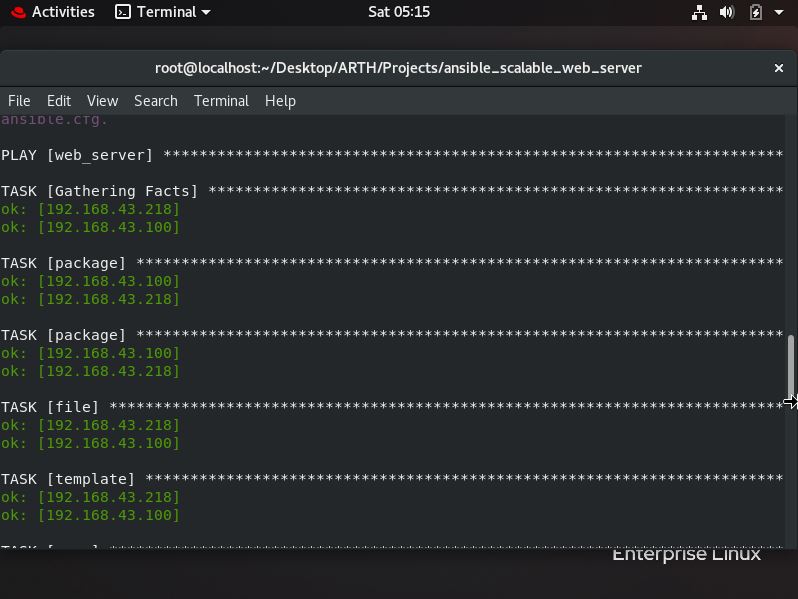 Activities Terminal Sat 05:15
root@localhost:~/Desktop/ARTH/Projects/ansible_scalable_web_server
File Edit View Search Terminal Help
ansible.cfg.
PLAY [web_server] *********************************************************************
TASK [Gathering Facts] ****************************************************************
ok: [192.168.43.218]
ok: [192.168.43.100]
TASK [package] ************************************************************************
ok: [192.168.43.100]
ok: [192.168.43.218]
TASK [package] ************************************************************************
ok: [192.168.43.100]
ok: [192.168.43.218]
TASK [file] ***************************************************************************
ok: [192.168.43.218]
ok: [192.168.43.100]
TASK [template] ***********************************************************************
ok: [192.168.43.218]
ok: [192.168.43.100]
Enterprise Linux